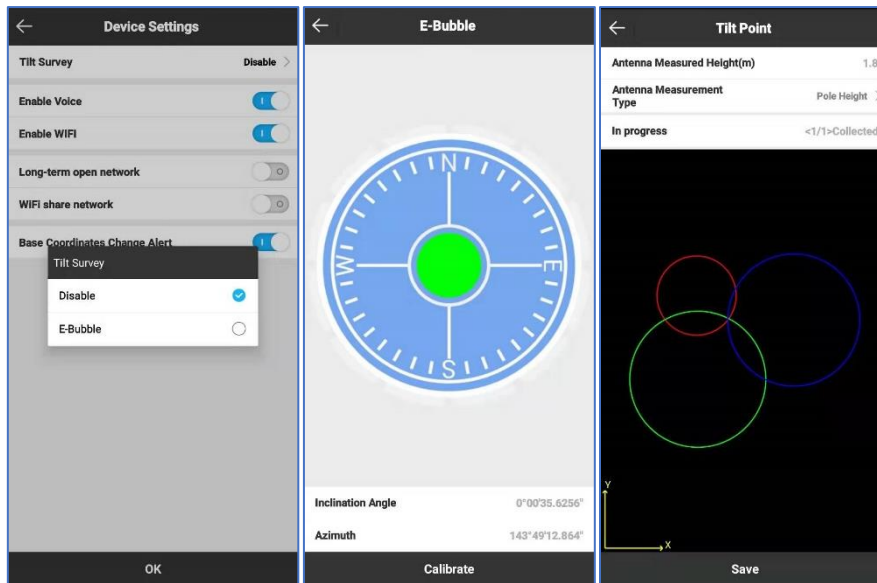 Device Settings
Tilt Survey Disable
Enable Voice
Enable WIFI
Long-term open network
WiFi share network
Base Coordinates Change Alert
Tilt Survey
Disable
E-Bubble
OK
E-Bubble
N
W E
S
Inclination Angle 0°00'35.6256"
Azimuth 143°49'12.864"
Calibrate
Tilt Point
Antenna Measured Height(m) 1.8
Antenna Measurement
Type Pole Height
In progress <1/1>Collected
Y
X
Save